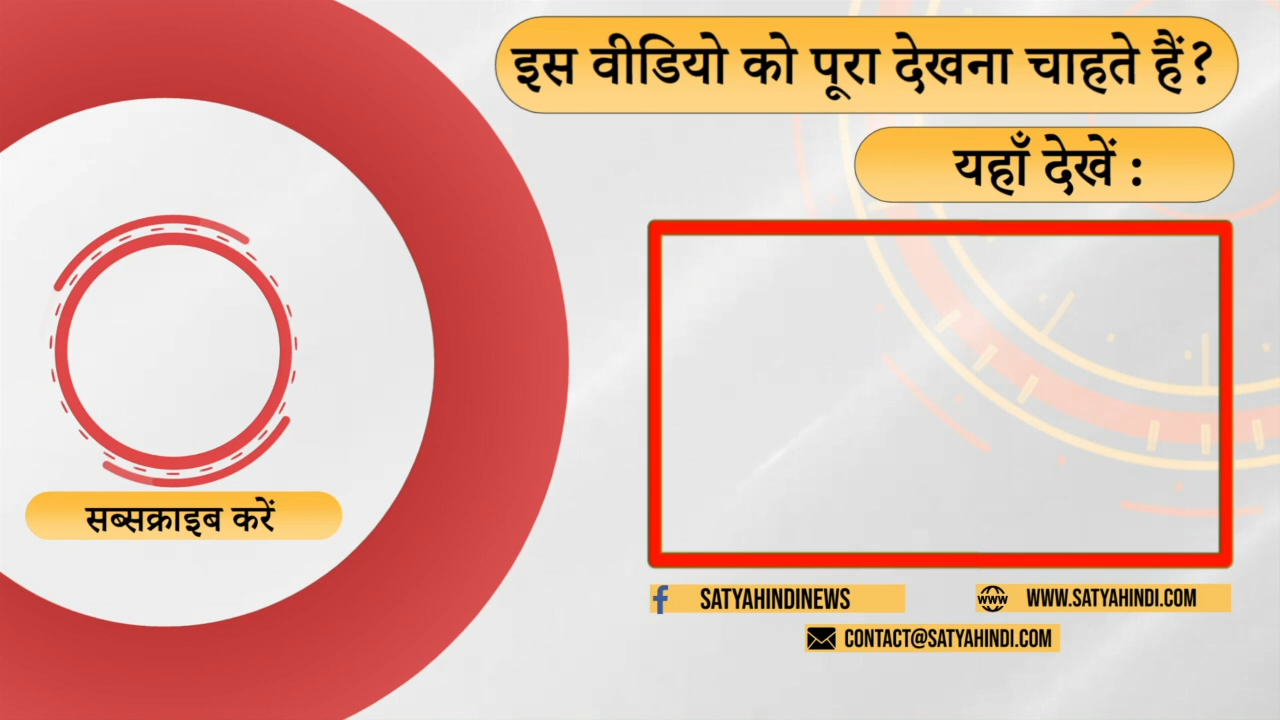 इस वीडियो को पूरा देखना चाहते हैं?
यहाँ देखें :
सब्सक्राइब करें
SATYAHINDINEWS
WWW.SATYAHINDI.COM
CONTACT@SATYAHINDI.COM